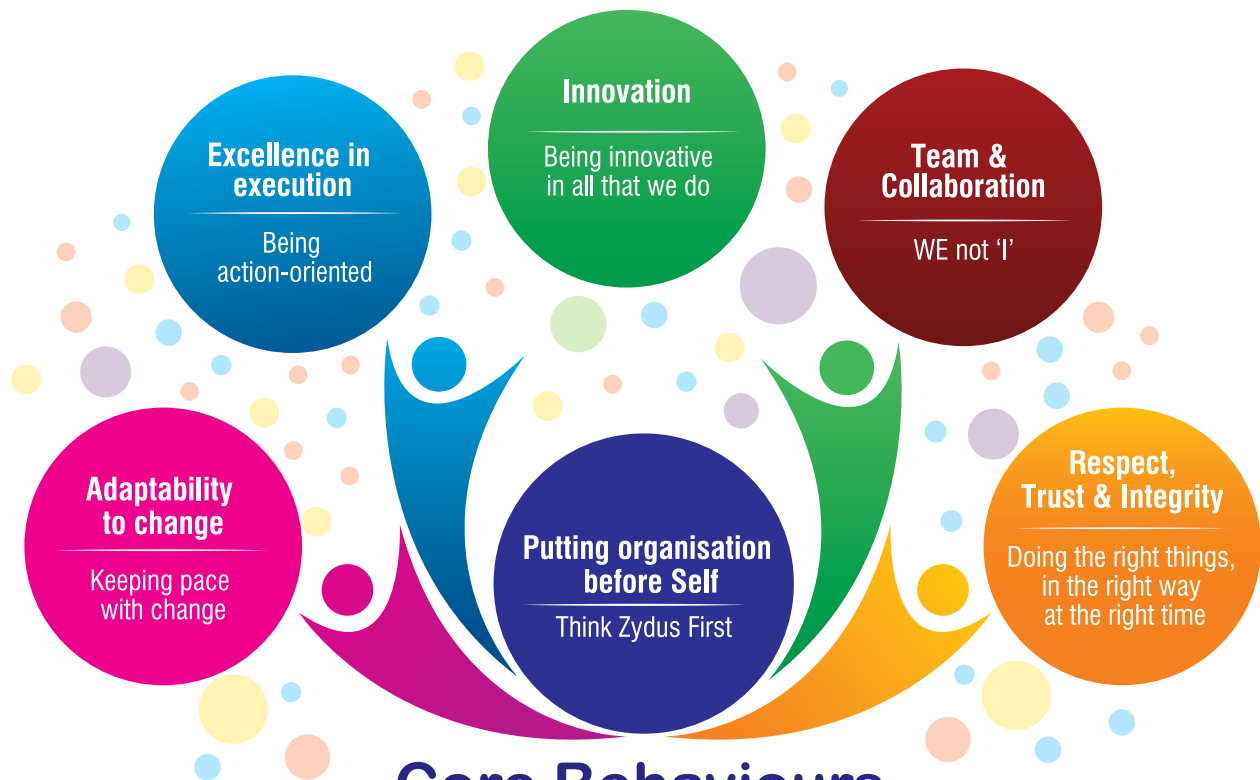 Innovation
Being innovative
in all that we do
Excellence in
execution
Being
action-oriented
Team &
Collaboration
WE not ‘I’
Adaptability
to change
Keeping pace
with change
Putting organisation
before Self
Think Zydus First
Respect,
Trust & Integrity
Doing the right things,
in the right way
at the right time
Core Behaviours